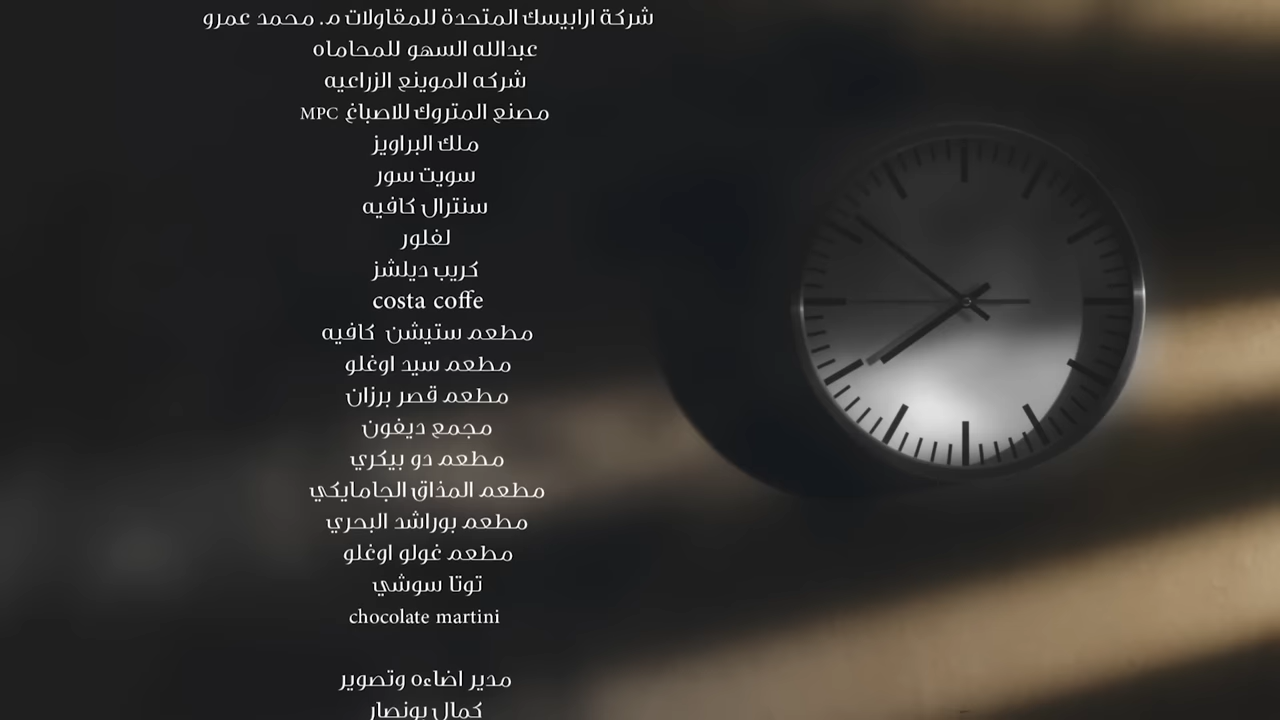 شركة ارابيسك المتحدة للمقاولات م. محمد عمرو
عبدالله السهو للمحاماه
شركه الموينع الزراعيه
مصنع المتروك للاصباغ MPC
ملك البراويز
سويت سور
سنترال كافيه
لفلور
كريب ديلشز
costa coffe
مطعم ستيشن كافيه
مطعم سيد اوغلو
مطعم قصر برزان
مجمع ديفون
مطعم دو بيكري
مطعم المذاق الجامايكي
مطعم بوراشد البحري
مطعم غولو اوغلو
توتا سوشي
chocolate martini
مدير اضاءه وتصوير
كمال بونصار